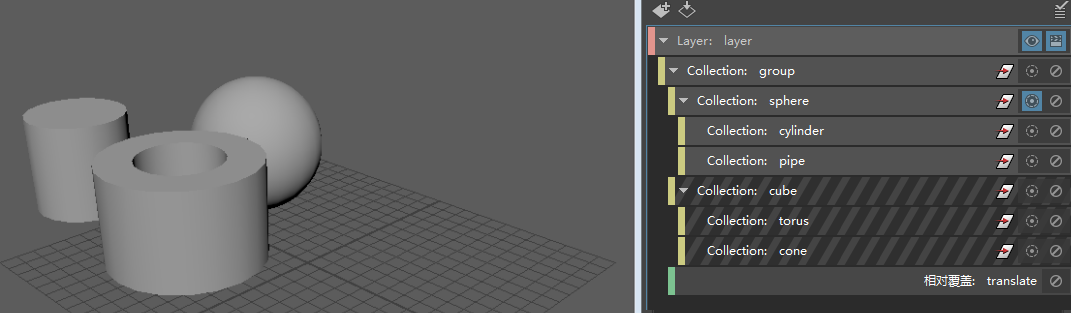 Layer: layer
Collection: group
Collection: sphere
Collection: cylinder
Collection: pipe
Collection: cube
Collection: torus
Collection: cone
相对覆盖: translate